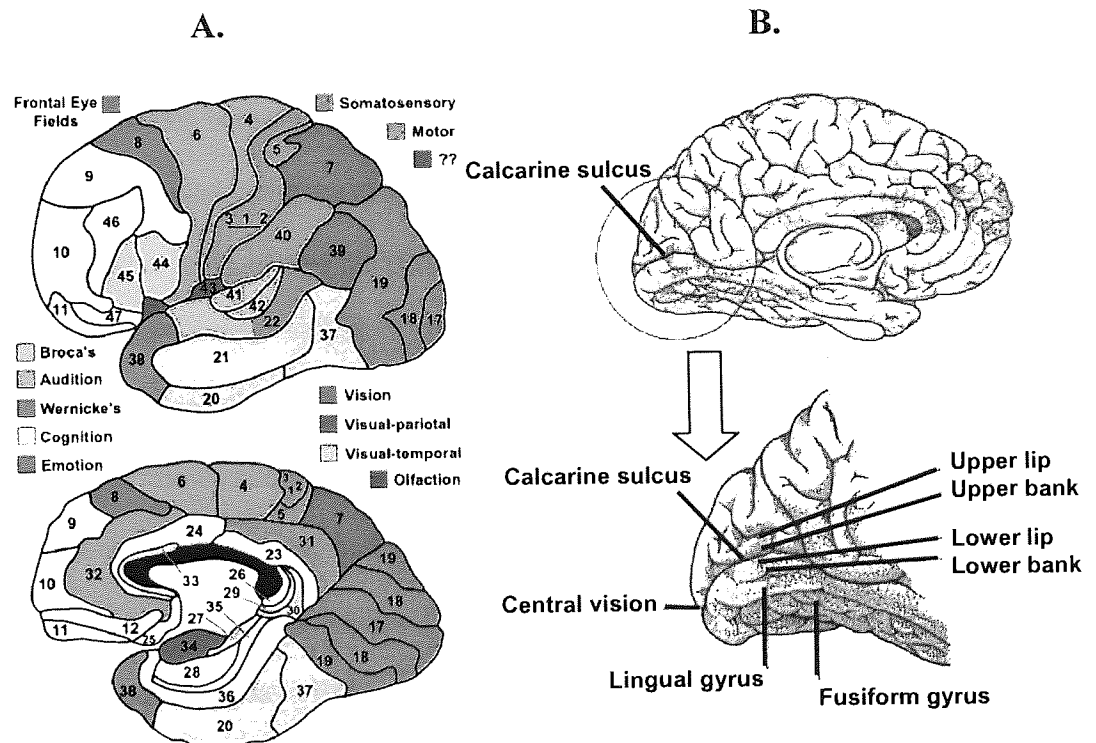 A.
B.
Frontal Eye
Fields
Somatosensory
Motor
??
8
6
4
5
7
9
46
10
3 1 2
40
39
19
45
44
43
41
42
22
18
17
11
47
37
38
21
20
Broca's
Audition
Wernicke's
Cognition
Emotion
Vision
Visual-pariotal
Visual-temporal
Olfaction
8
6
4
3
1
2
5
7
9
24
23
31
19
10
32
33
26
29
30
18
35
27
17
11
12
25
34
28
19
18
38
36
37
20
Calcarine sulcus
Calcarine sulcus
Upper lip
Upper bank
Lower lip
Lower bank
Central vision
Lingual gyrus
Fusiform gyrus